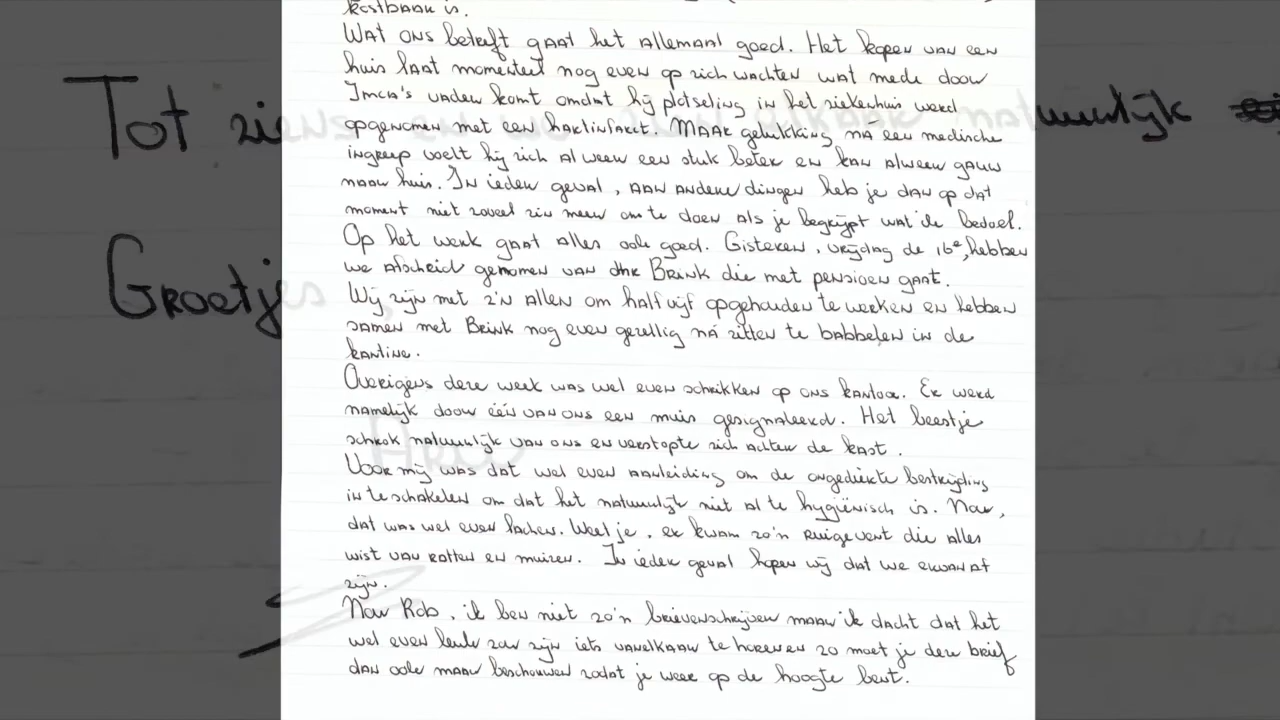 kostbaar is.
Wat ons betreft gaat het allemaal goed. Het kopen van een
huis laat momenteel nog even op zich wachten wat mede door
vader komt omdat hij plotseling in het ziekenhuis werd
opgenomen met een hartinfarct. Maar gelukking ná een medische
ingreep voelt hij zich al weer een stuk beter en kan alweer gauw
naar huis. In ieder geval, aan andere dingen heb je dan op dat
moment niet zoveel zin meer om te doen als je begrijpt wat ik bedoel.
Op het werk gaat alles ook goed. Gisteren, vrijdag de 16e, hebben
we afscheid genomen van dhr Brink die met pensioen gaat.
Wij zijn met z'n allen om half vijf opgehouden te werken en hebben
samen met Brink nog even gezellig ná zitten te babbelen in de
kantine.
Overigens deze week was wel even schrikken op ons kantoor. Er werd
namelijk door één van ons een muis gesignaleerd. Het beestje
schrok natuurlijk van ons en verstopte zich achter de kast.
Voor mij was dat wel even aanleiding om de ongedierte bestrijding
in te schakelen om dat het natuurlijk niet al te hygiënisch is. Nou,
dat was wel even lachen. Weet je, er kwam zo'n ruige vent die alles
wist van ratten en muizen. In ieder geval hopen wij dat we ervan af
zijn.
Nou Rob, ik ben niet zo'n brievenschrijver maar ik dacht dat het
wel even leuk zou zijn iets van elkaar te horen en zo moet je deze brief
dan ook maar beschouwen zodat je weer op de hoogte bent.
Tot ziens
natuurlijk
Groetjes,